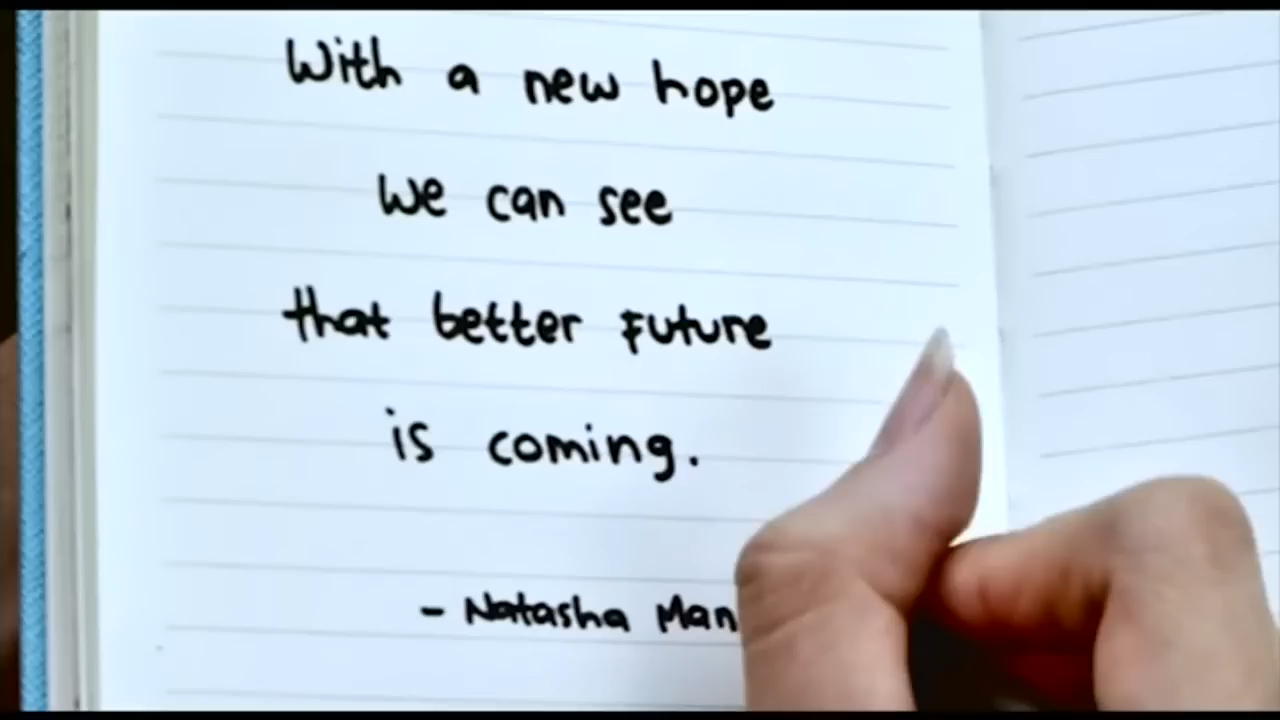 With a new hope
we can see
that better future
is coming.
- Natasha Man